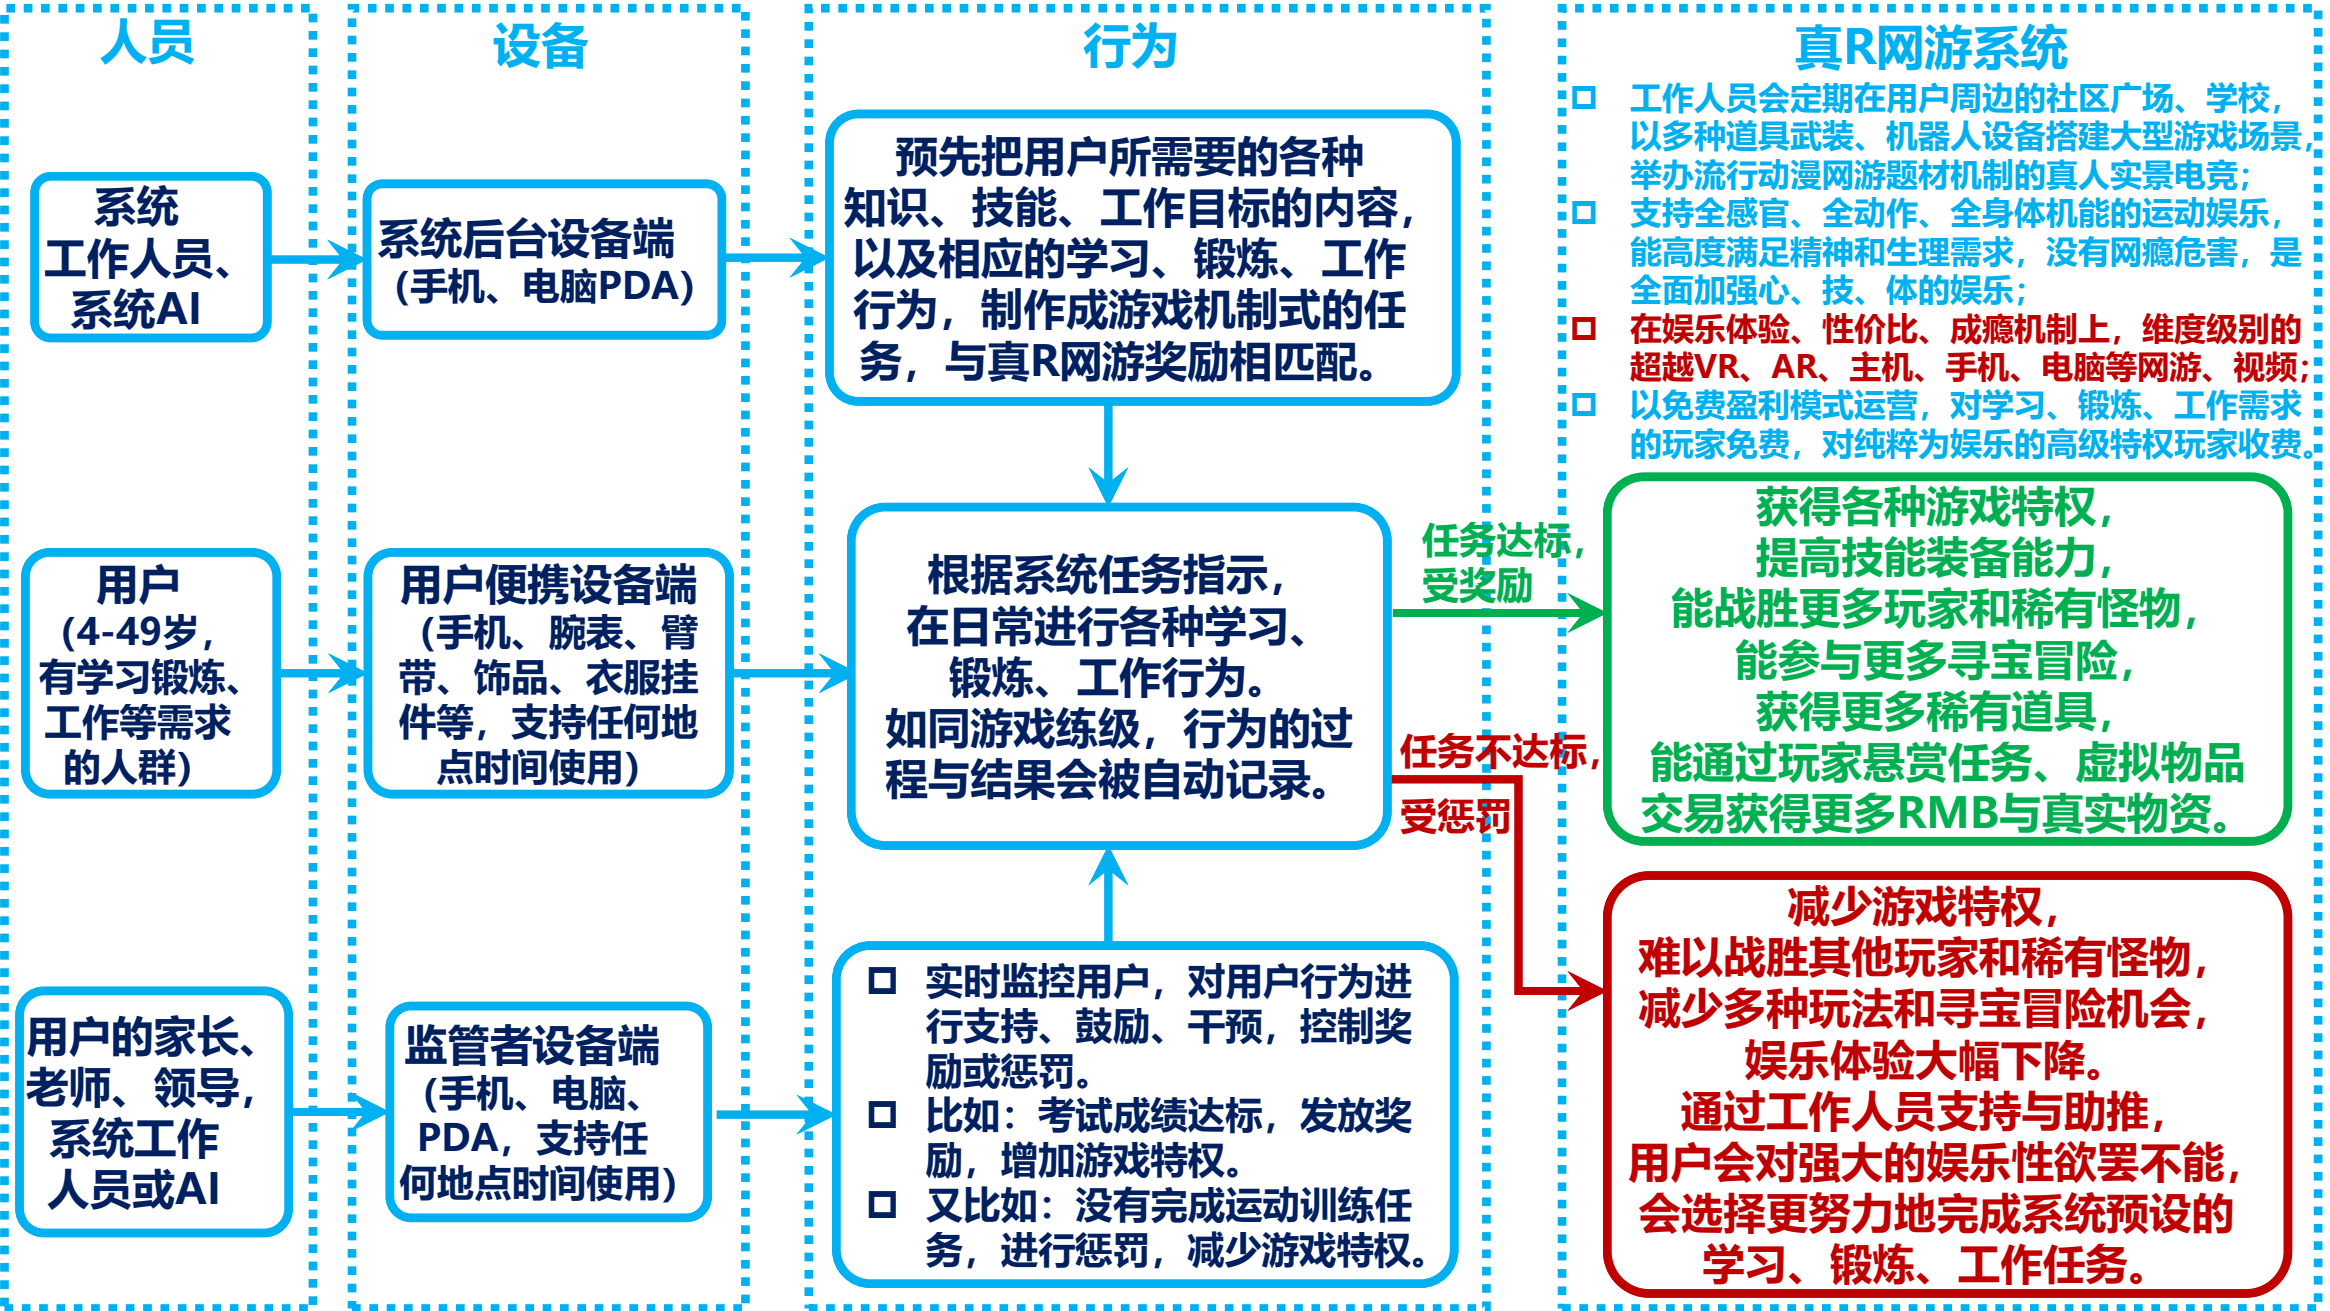 人员
系统
工作人员、
系统AI
用户
（4-49岁，
有学习锻炼、
工作等需求
的人群）
用户的家长、
老师、领导，
系统工作
人员或AI
设备
系统后台设备端
（手机、电脑PDA）
用户便携设备端
（手机、腕表、臂
带、饰品、衣服挂
件等，支持任何地
点时间使用）
监管者设备端
（手机、电脑、
PDA，支持任
何地点时间使用）
行为
预先把用户所需要的各种
知识、技能、工作目标的内容，
以及相应的学习、锻炼、工作
行为，制作成游戏机制式的任
务，与真R网游奖励相匹配。
根据系统任务指示，
在日常进行各种学习、
锻炼、工作行为。
如同游戏练级，行为的过
程与结果会被自动记录。
实时监控用户，对用户行为进
行支持、鼓励、干预，控制奖
励或惩罚。
比如：考试成绩达标，发放奖
励，增加游戏特权。
又比如：没有完成运动训练任
务，进行惩罚，减少游戏特权。
任务达标，
受奖励
任务不达标，
受惩罚
真R网游系统
工作人员会定期在用户周边的社区广场、学校，
以多种道具武装、机器人设备搭建大型游戏场景，
举办流行动漫网游题材机制的真人实景电竞；
支持全感官、全动作、全身体机能的运动娱乐，
能高度满足精神和生理需求，没有网瘾危害，是
全面加强心、技、体的娱乐；
在娱乐体验、性价比、成瘾机制上，维度级别的
超越VR、AR、主机、手机、电脑等网游、视频；
以免费盈利模式运营，对学习、锻炼、工作需求
的玩家免费，对纯粹为娱乐的高级特权玩家收费。
获得各种游戏特权，
提高技能装备能力，
能战胜更多玩家和稀有怪物，
能参与更多寻宝冒险，
获得更多稀有道具，
能通过玩家悬赏任务、虚拟物品
交易获得更多RMB与真实物资。
减少游戏特权，
难以战胜其他玩家和稀有怪物，
减少多种玩法和寻宝冒险机会，
娱乐体验大幅下降。
通过工作人员支持与助推，
用户会对强大的娱乐性欲罢不能，
会选择更努力地完成系统预设的
学习、锻炼、工作任务。